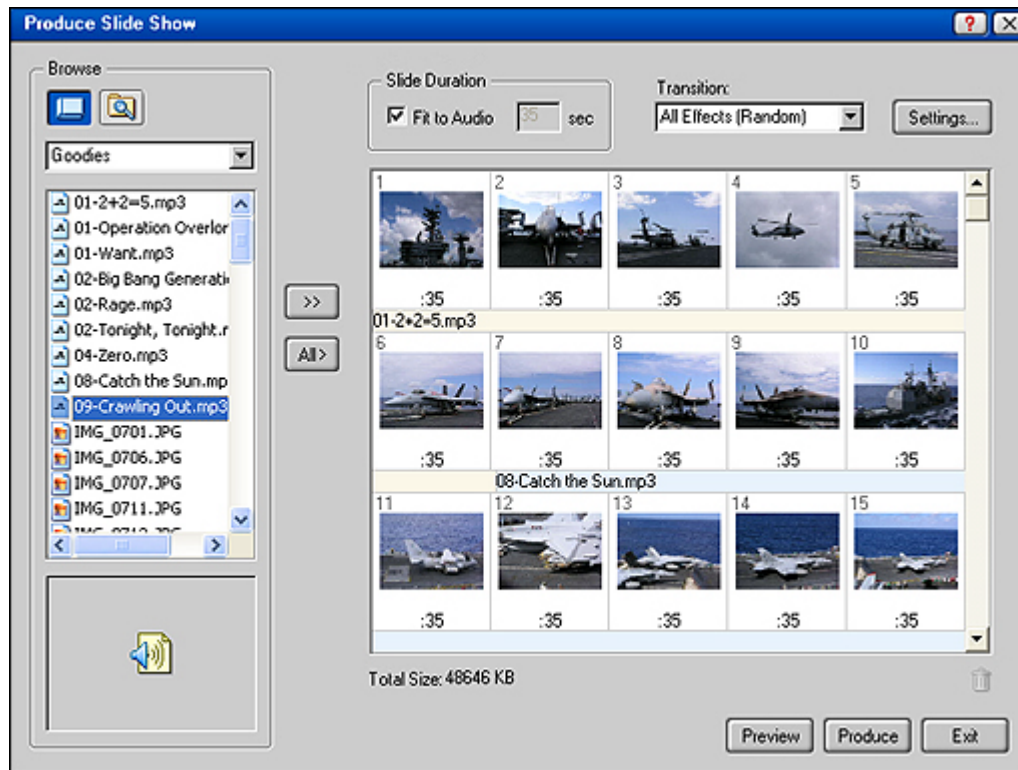 Produce Slide Show
Browse
Goodies
01-2+2=5.mp3
01-Operation Overlor
01-Want.mp3
02-Big Bang Generati
02-Rage.mp3
02-Tonight, Tonight.r
04-Zero.mp3
08-Catch the Sun.mp
09-Crawling Out.mp3
IMG_0701.JPG
IMG_0706.JPG
IMG_0707.JPG
IMG_0711.JPG
>>
All>
Slide Duration
Fit to Audio 35 sec
Transition:
All Effects (Random)
Settings...
1 2 3 4 5
:35 :35 :35 :35 :35
01-2+2=5.mp3
6 7 8 9 10
:35 :35 :35 :35 :35
08-Catch the Sun.mp3
11 12 13 14 15
:35 :35 :35 :35 :35
Total Size: 48646 KB
Preview Produce Exit